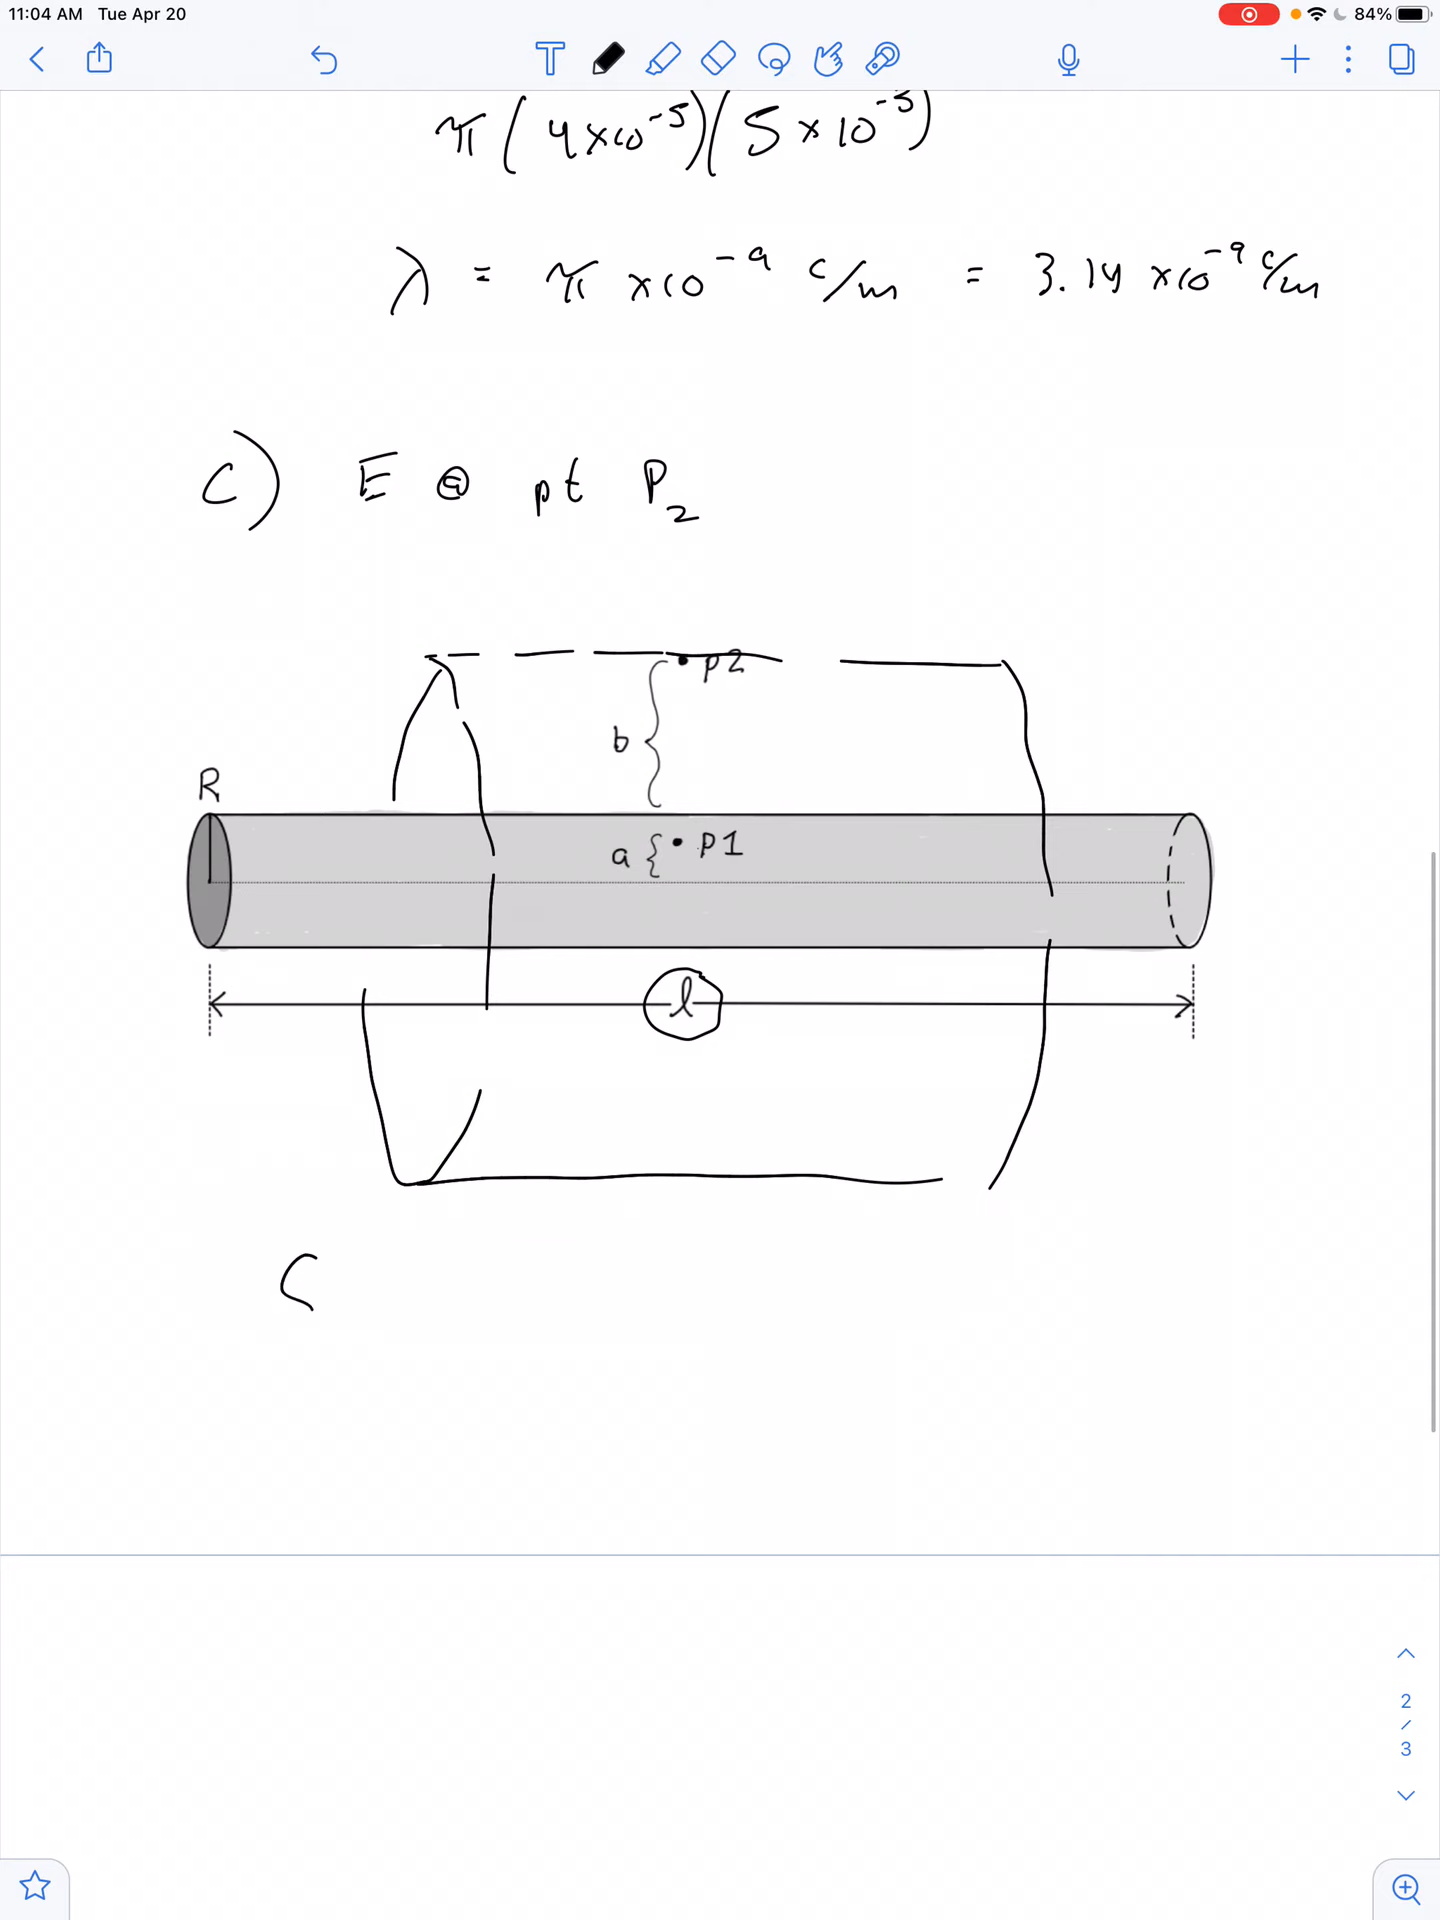 11:04 AM Tue Apr 20 84%
T
π(4×10⁻⁵)(5×10⁻⁵)
λ = π ×10⁻⁹ C/m = 3.14 ×10⁻⁹ C/m
C) E @ pt P₂
p2
b
R
a p1
l
C
2
/
3